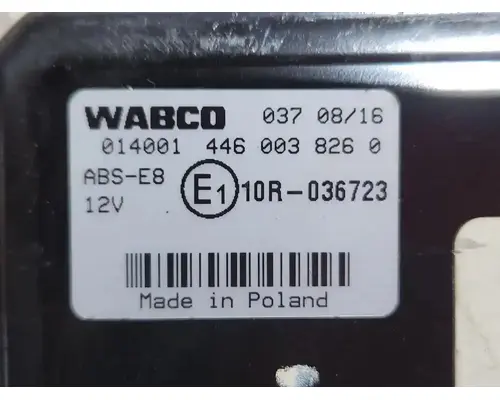 WABCO 037 08/16
014001 446 003 826 0
ABS-E8
12V
E1 10R-036723
Made in Poland